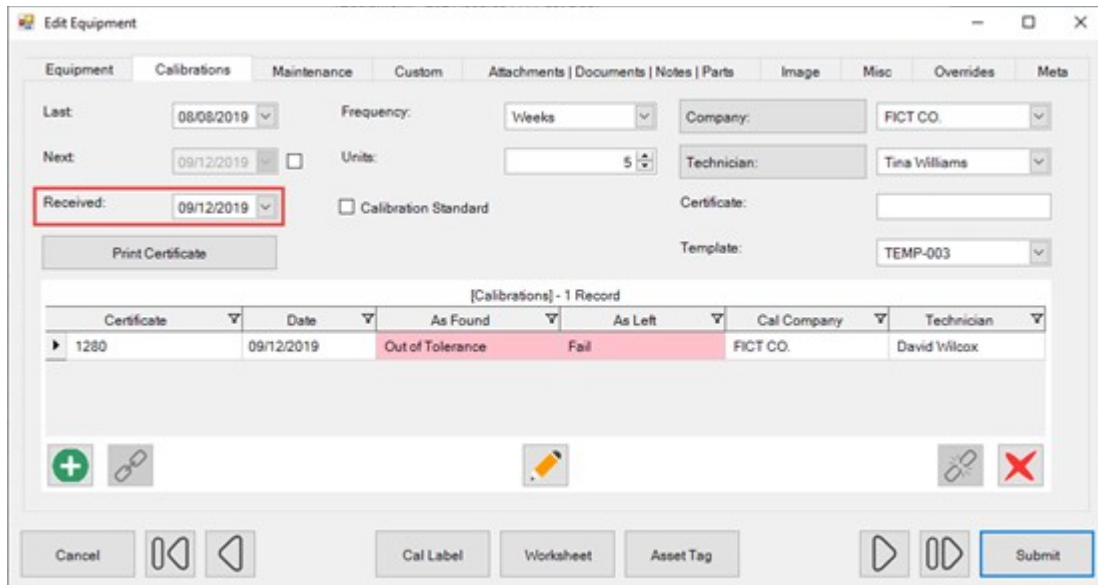 Edit Equipment
Equipment Calibrations Maintenance Custom Attachments | Documents | Notes | Parts Image Misc Overrides Meta
Last: 08/08/2019 Frequency: Weeks Company: FICT CO.
Next: 09/12/2019 Units: 5 Technician: Tina Williams
Received: 09/12/2019 Calibration Standard Certificate:
Print Certificate Template: TEMP-003
[Calibrations] - 1 Record
Certificate Date As Found As Left Cal Company Technician
1280 09/12/2019 Out of Tolerance Fail FICT CO. David Wilcox
Cancel Cal Label Worksheet Asset Tag Submit